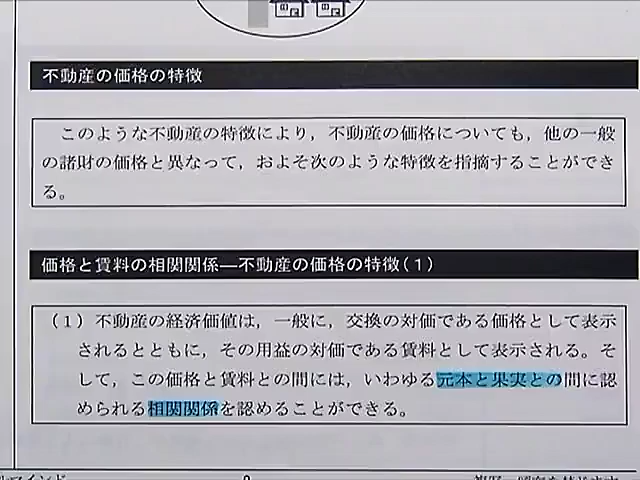 不動産の価格の特徴
このような不動産の特徴により，不動産の価格についても，他の一般
の諸財の価格と異なって，およそ次のような特徴を指摘することができ
る。
価格と賃料の相関関係―不動産の価格の特徴(１)
(１) 不動産の経済価値は，一般に，交換の対価である価格として表示
されるとともに，その用益の対価である賃料として表示される。そ
して，この価格と賃料との間には，いわゆる元本と果実との間に認
められる相関関係を認めることができる。